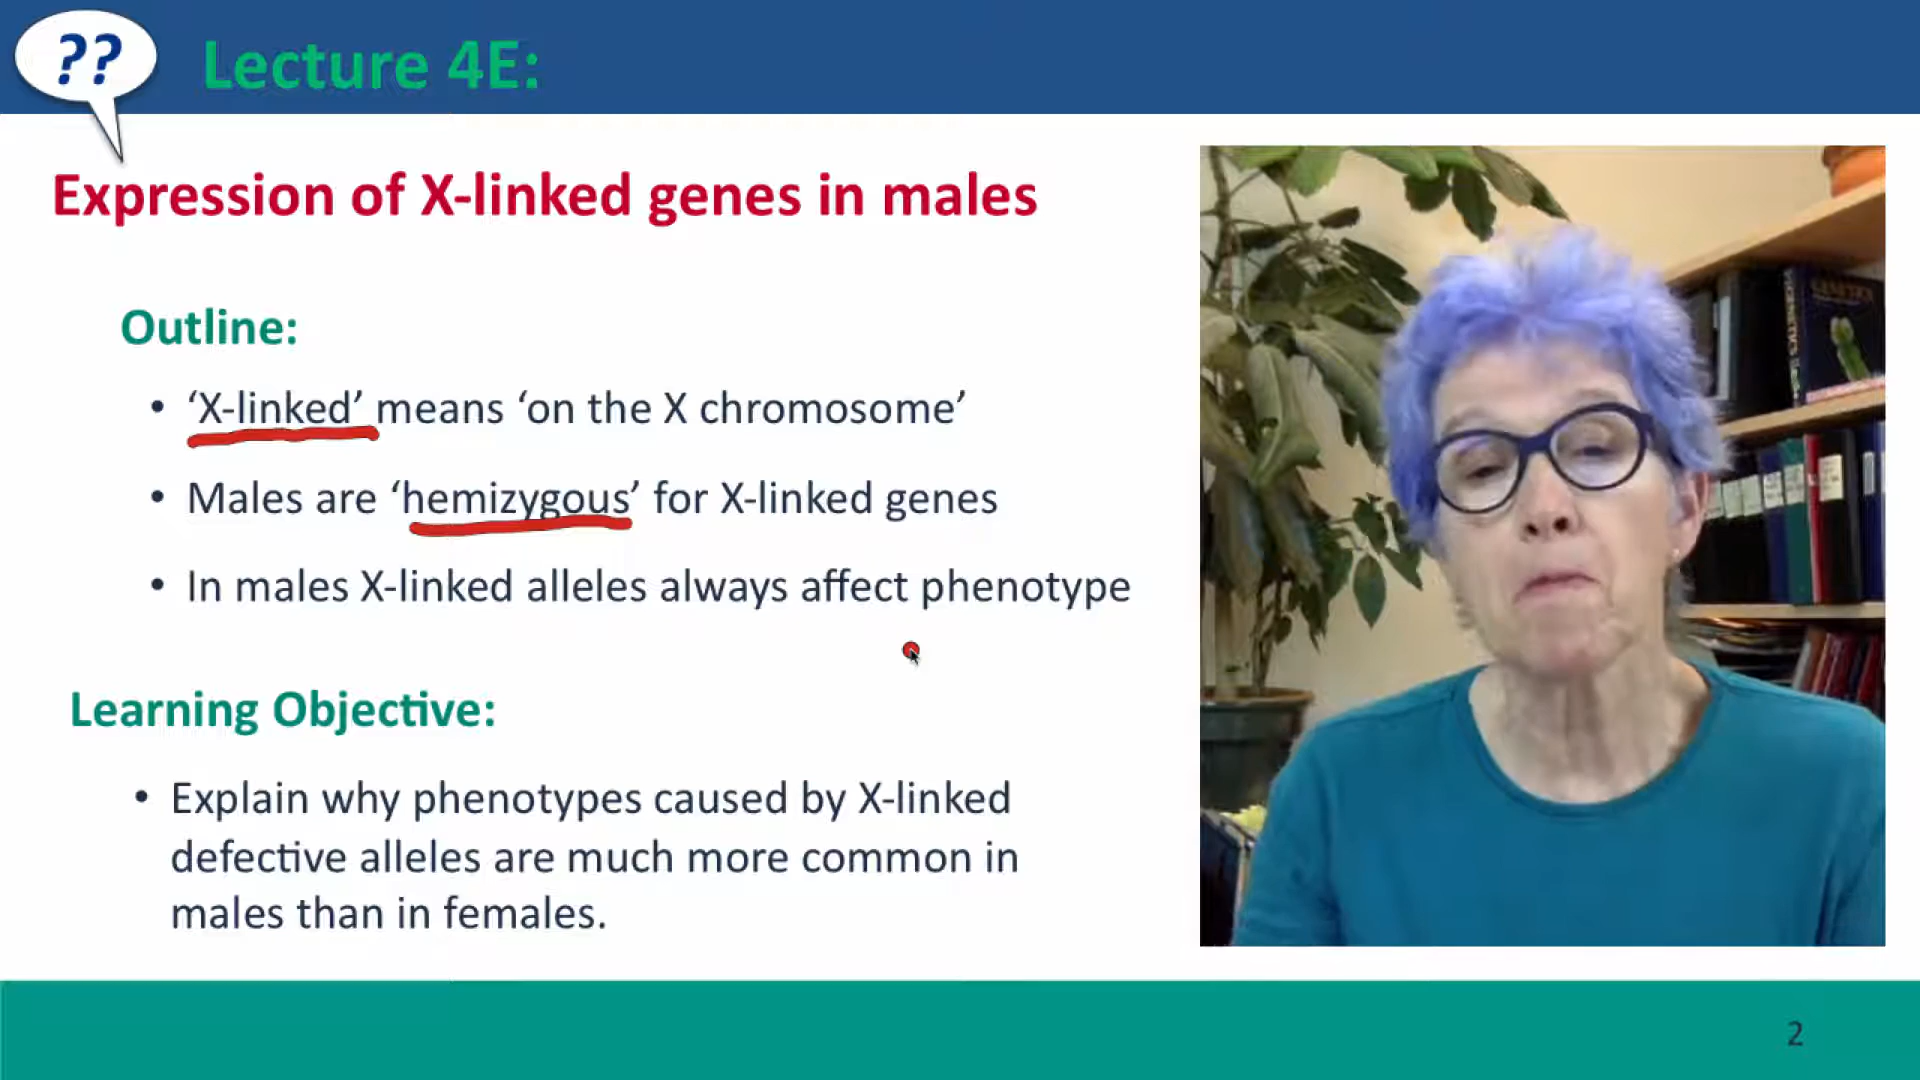 ??
Lecture 4E:
Expression of X-linked genes in males
Outline:
• ‘X-linked’ means ‘on the X chromosome’
• Males are ‘hemizygous’ for X-linked genes
• In males X-linked alleles always affect phenotype
Learning Objective:
• Explain why phenotypes caused by X-linked
defective alleles are much more common in
males than in females.
GENETICS
2